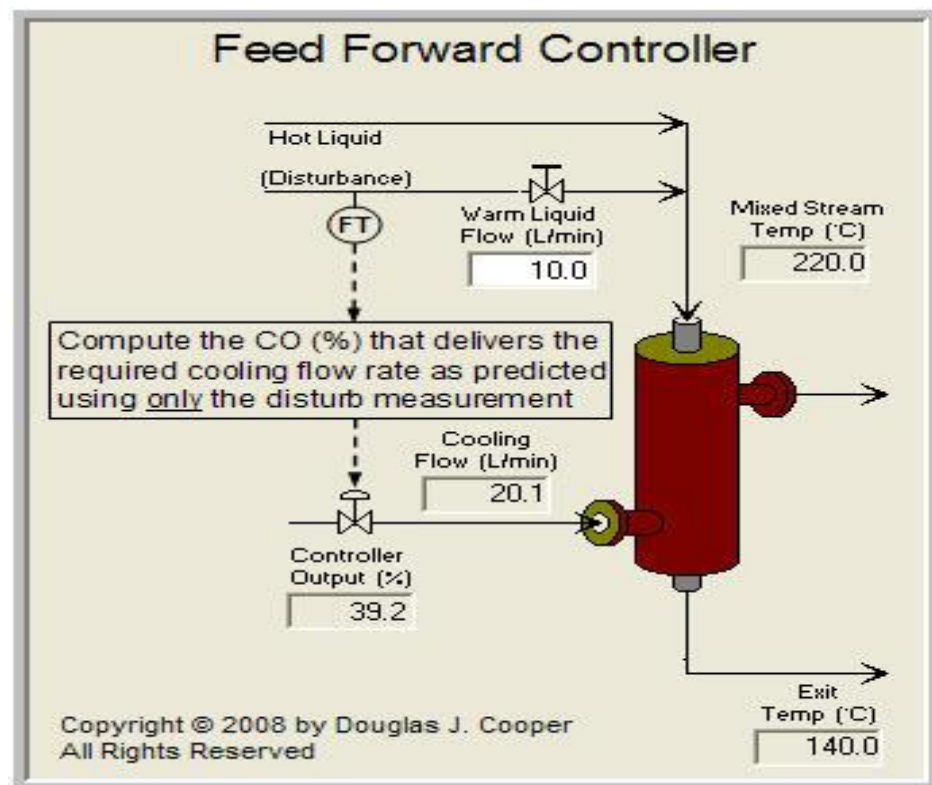 Feed Forward Controller
Hot Liquid
(Disturbance)
FT
Warm Liquid
Flow (L/min)
10.0
Mixed Stream
Temp (°C)
220.0
Compute the CO (%) that delivers the
required cooling flow rate as predicted
using only the disturb measurement
Cooling
Flow (L/min)
20.1
Controller
Output (%)
39.2
Exit
Temp (°C)
140.0
Copyright © 2008 by Douglas J. Cooper
All Rights Reserved